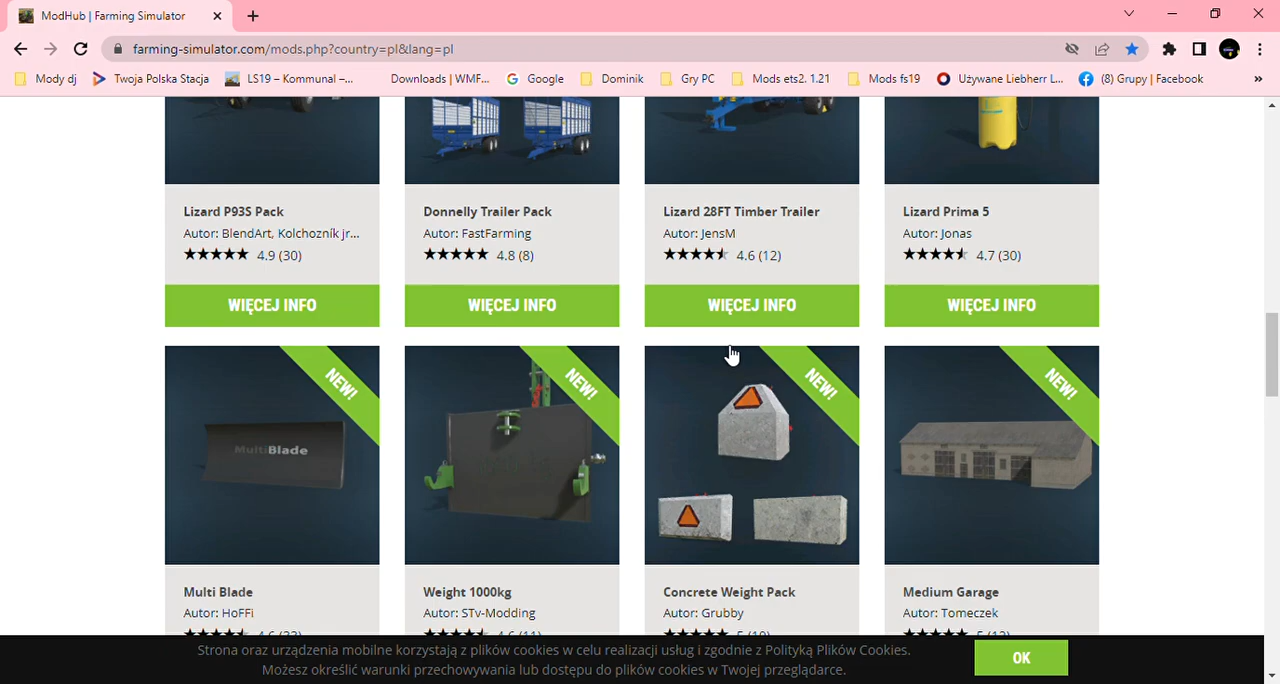 ModHub | Farming Simulator
farming-simulator.com/mods.php?country=pl&lang=pl
Mody dj
Twoja Polska Stacja
LS19 – Kommunal –...
Downloads | WMF...
Google
Dominik
Gry PC
Mods ets2. 1.21
Mods fs19
Używane Liebherr L...
(8) Grupy | Facebook
»
Lizard P93S Pack
Autor: BlendArt, Kolchoznik jr...
4.9 (30)
WIĘCEJ INFO
Donnelly Trailer Pack
Autor: FastFarming
4.8 (8)
WIĘCEJ INFO
Lizard 28FT Timber Trailer
Autor: JensM
4.6 (12)
WIĘCEJ INFO
Lizard Prima 5
Autor: Jonas
4.7 (30)
WIĘCEJ INFO
NEW!
MultiBlade
Multi Blade
Autor: HoFFi
NEW!
Weight 1000kg
Autor: STv-Modding
NEW!
Concrete Weight Pack
Autor: Grubby
NEW!
Medium Garage
Autor: Tomeczek
Strona oraz urządzenia mobilne korzystają z plików cookies w celu realizacji usług i zgodnie z Polityką Plików Cookies.
Możesz określić warunki przechowywania lub dostępu do plików cookies w Twojej przeglądarce.
OK